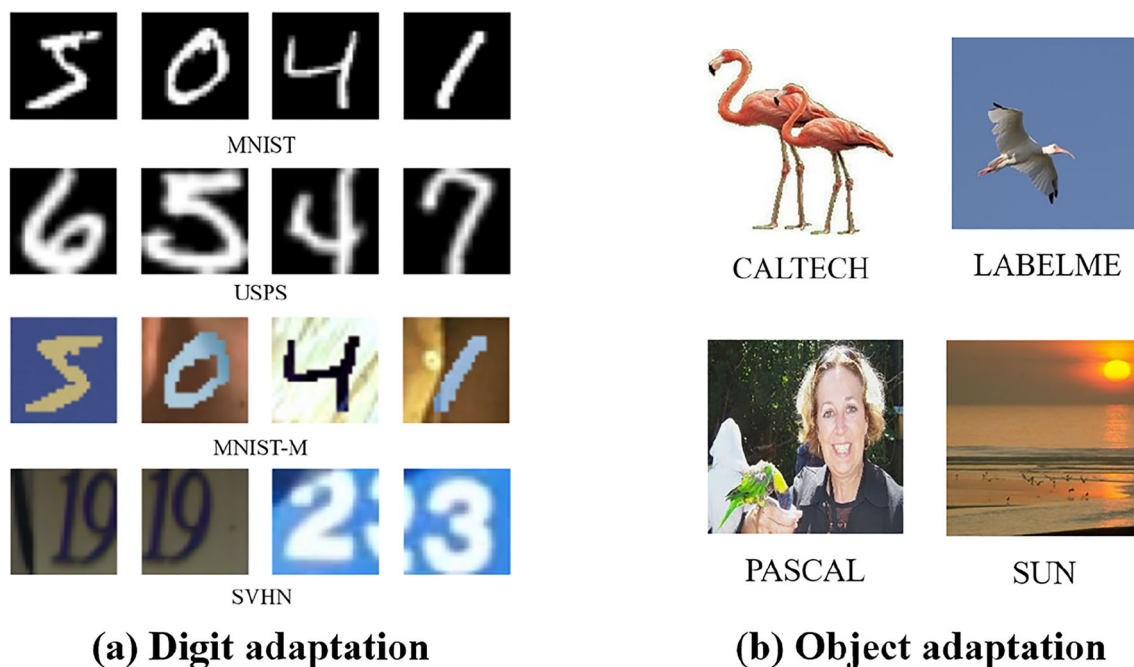 5 0 4 1
MNIST
6 5 4 7
USPS
5 0 4 1
MNIST-M
19 19 2 23
SVHN
(a) Digit adaptation
CALTECH
LABELME
PASCAL
SUN
(b) Object adaptation